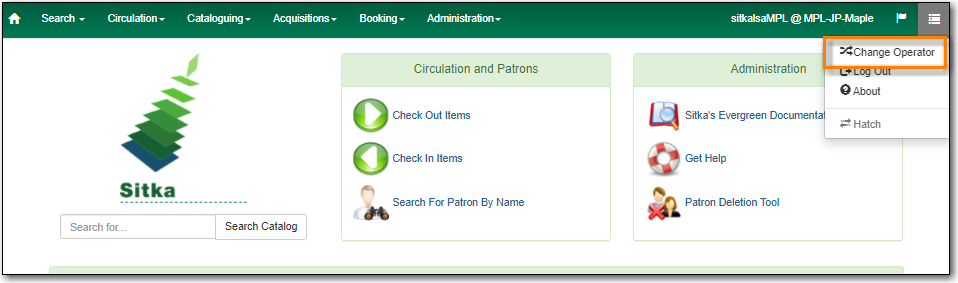 Search Circulation Cataloguing Acquisitions Booking Administration sitkalsaMPL @ MPL-JP-Maple
Change Operator
Log Out
About
Hatch
Sitka
Search for... Search Catalog
Circulation and Patrons
Check Out Items
Check In Items
Search For Patron By Name
Administration
Sitka's Evergreen Documentat
Get Help
Patron Deletion Tool